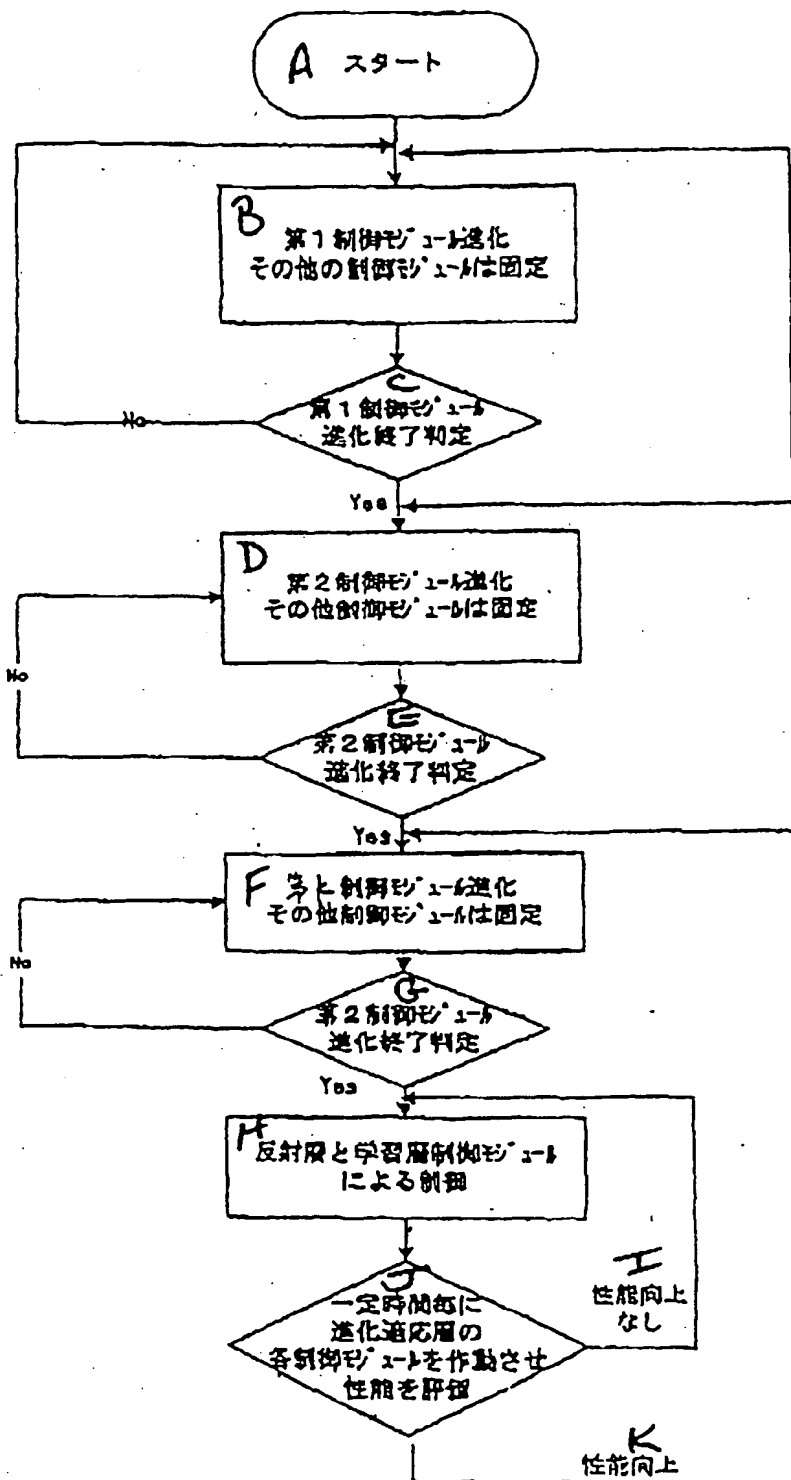 A スタート
B
第1制御モジュール進化
その他の制御モジュールは固定
C
第1制御モジュール
進化終了判定
No
Yes
D
第2制御モジュール進化
その他制御モジュールは固定
No
E
第2制御モジュール
進化終了判定
Yes
F 第k制御モジュール進化
その他制御モジュールは固定
No
G
第2制御モジュール
進化終了判定
Yes
H
反射層と学習層制御モジュール
による制御
I
性能向上
なし
J
一定時間毎に
進化適応層の
各制御モジュールを作動させ
性能を評価
K
性能向上